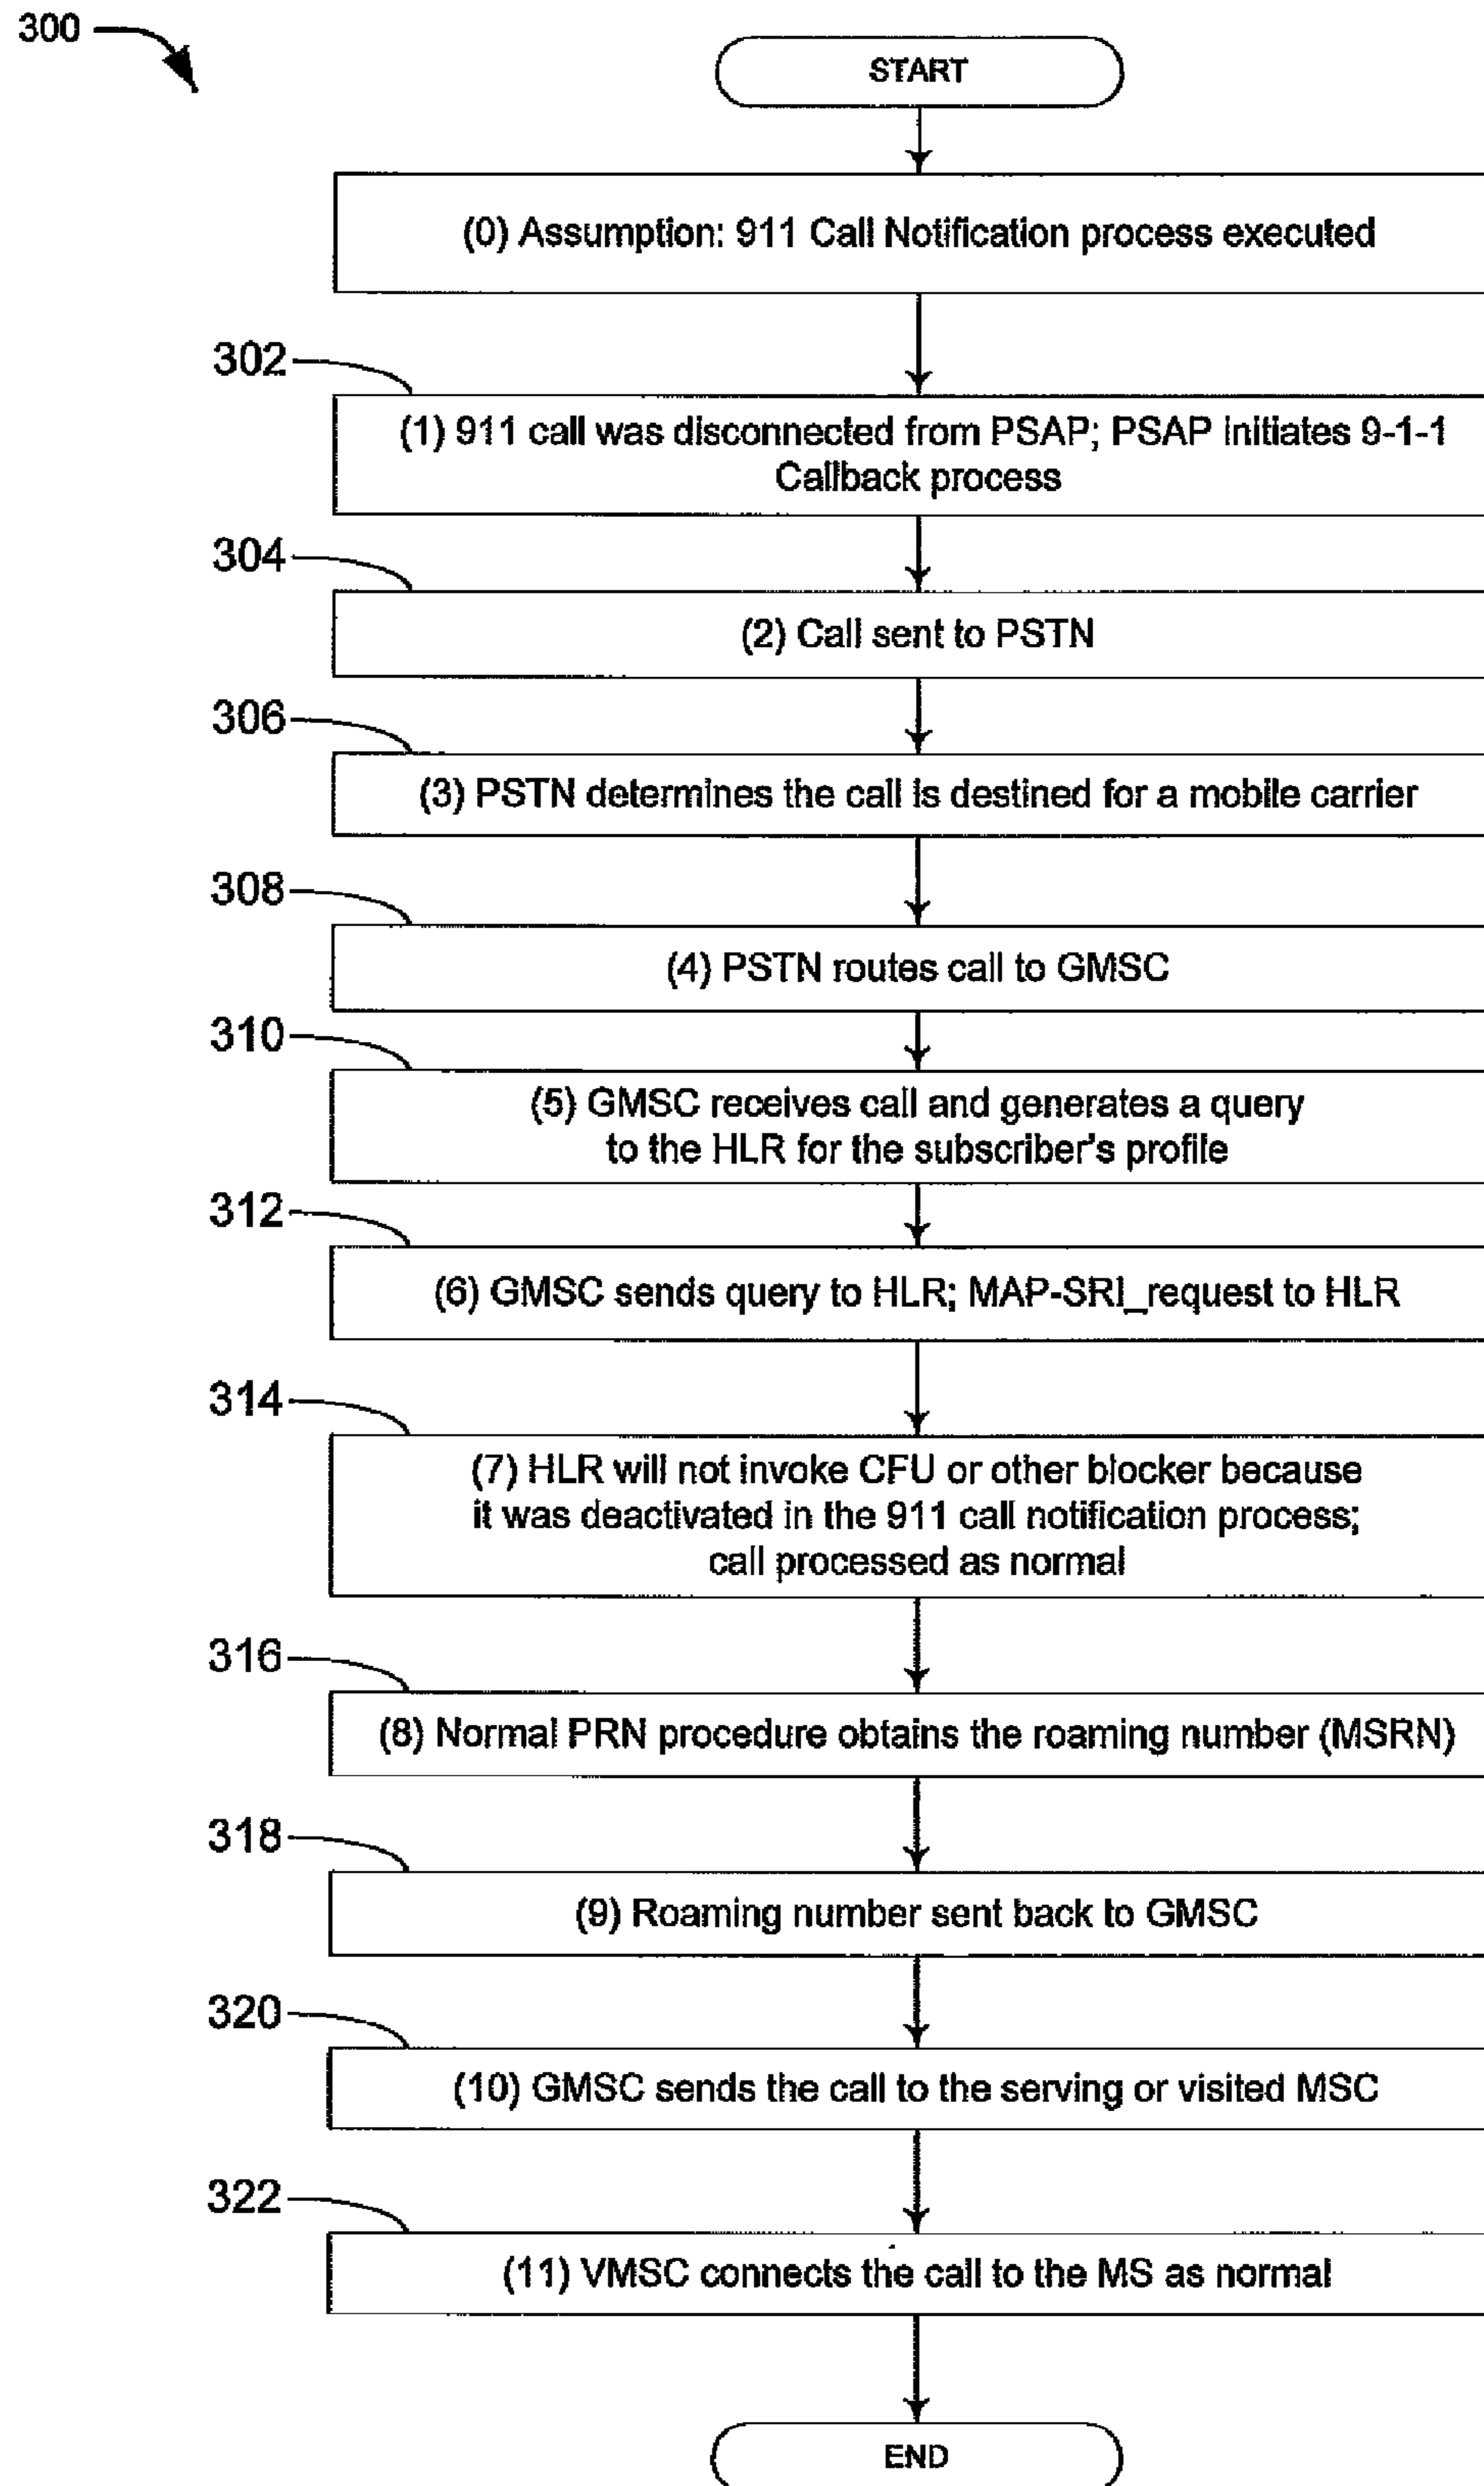 300
START
(0) Assumption: 911 Call Notification process executed
302
(1) 911 call was disconnected from PSAP; PSAP initiates 9-1-1
Callback process
304
(2) Call sent to PSTN
306
(3) PSTN determines the call is destined for a mobile carrier
308
(4) PSTN routes call to GMSC
310
(5) GMSC receives call and generates a query
to the HLR for the subscriber's profile
312
(6) GMSC sends query to HLR; MAP-SRI_request to HLR
314
(7) HLR will not invoke CFU or other blocker because
it was deactivated in the 911 call notification process;
call processed as normal
316
(8) Normal PRN procedure obtains the roaming number (MSRN)
318
(9) Roaming number sent back to GMSC
320
(10) GMSC sends the call to the serving or visited MSC
322
(11) VMSC connects the call to the MS as normal
END